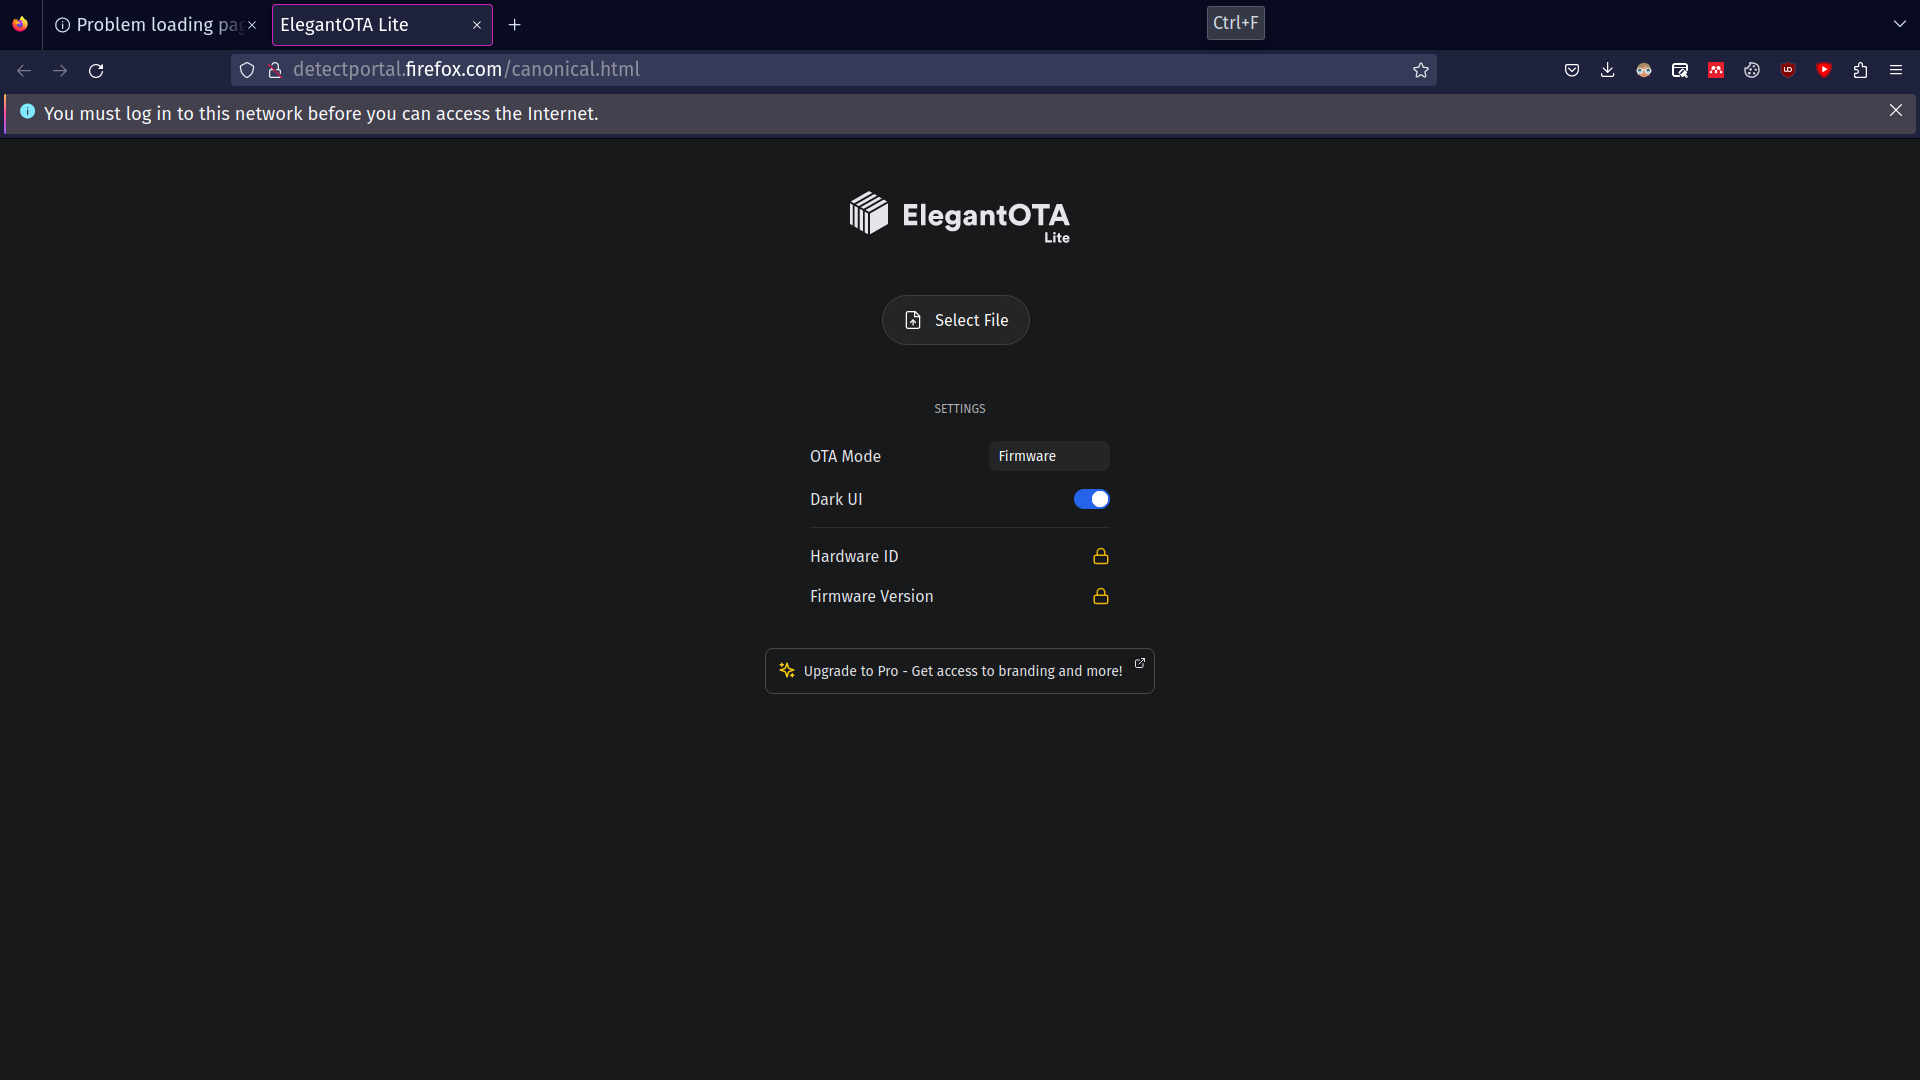 Problem loading pa
ElegantOTA Lite
Ctrl+F
detectportal.firefox.com/canonical.html
You must log in to this network before you can access the Internet.
ElegantOTA
Lite
Select File
SETTINGS
OTA Mode
Firmware
Dark UI
Hardware ID
Firmware Version
Upgrade to Pro - Get access to branding and more!